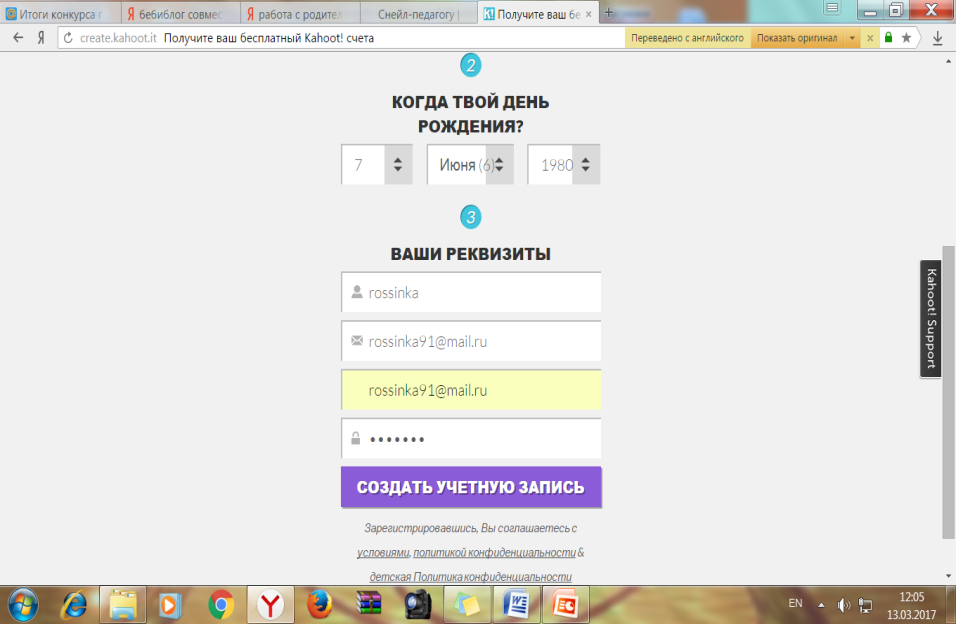 Итоги конкурса г
бебиблог совмес
работа с родител
Снейл-педагогу |
Получите ваш бе
create.kahoot.it Получите ваш бесплатный Kahoot! счета
Переведено с английского
Показать оригинал
2
КОГДА ТВОЙ ДЕНЬ
РОЖДЕНИЯ?
7
Июня (6)
1980
3
ВАШИ РЕКВИЗИТЫ
rossinka
rossinka91@mail.ru
rossinka91@mail.ru
СОЗДАТЬ УЧЕТНУЮ ЗАПИСЬ
Зарегистрировавшись, Вы соглашаетесь с
условиями, политикой конфиденциальности &
детская Политика конфиденциальности
Kahoot! Support
EN
12:05
13.03.2017